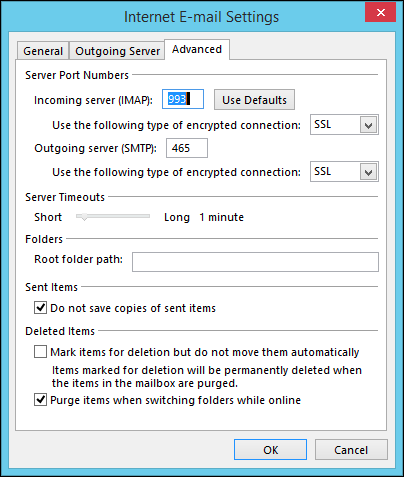 Internet E-mail Settings
General Outgoing Server Advanced
Server Port Numbers
Incoming server (IMAP): 993 Use Defaults
Use the following type of encrypted connection: SSL
Outgoing server (SMTP): 465
Use the following type of encrypted connection: SSL
Server Timeouts
Short Long 1 minute
Folders
Root folder path:
Sent Items
Do not save copies of sent items
Deleted Items
Mark items for deletion but do not move them automatically
Items marked for deletion will be permanently deleted when
the items in the mailbox are purged.
Purge items when switching folders while online
OK Cancel